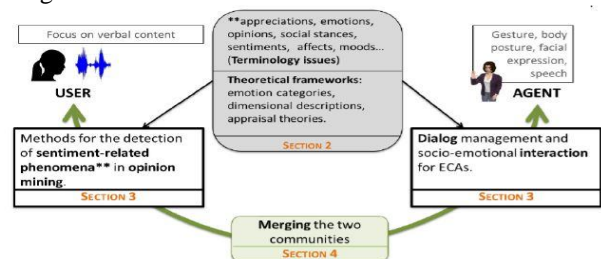 Focus on verbal content
USER
**appreciations, emotions,
opinions, social stances,
sentiments, affects, moods...
(Terminology issues)
Theoretical frameworks:
emotion categories,
dimensional descriptions,
appraisal theories.
SECTION 2
Gesture, body
posture, facial
expression,
speech
AGENT
Methods for the detection
of sentiment-related
phenomena** in opinion
mining.
SECTION 3
Dialog management and
socio-emotional interaction
for ECAs.
SECTION 3
Merging the two
communities
SECTION 4